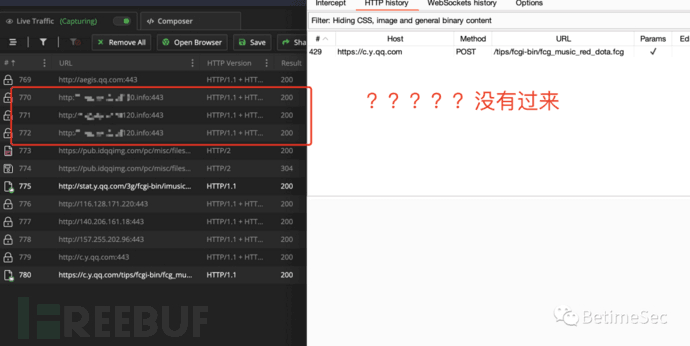 Live Traffic (Capturing)
Composer
Remove All
Open Browser
Save
Sha
# ↑
URL
HTTP Version
Result
769 http://aegis.qq.com:443 HTTP/1.1 + HTT... 200
770 http: 0.info:443 HTTP/1.1 + HTT... 200
771 http: 120.info:443 HTTP/1.1 + HTT... 200
772 http: 120.info:443 HTTP/1.1 + HTT... 200
773 https://pub.idqqimg.com/pc/misc/files... HTTP/2 200
774 https://pub.idqqimg.com/pc/misc/files... HTTP/2 304
775 http://stat.y.qq.com/3g/fcgi-bin/imusic... HTTP/1.1 200
776 http://116.128.171.220:443 HTTP/1.1 + HTT... 200
777 http://140.206.161.18:443 HTTP/1.1 + HTT... 200
778 http://157.255.202.96:443 HTTP/1.1 + HTT... 200
779 http://c.y.qq.com:443 HTTP/1.1 + HTT... 200
780 https://c.y.qq.com/tips/fcgi-bin/fcg_mu... HTTP/1.1 200
REEBUF
Intercept
HTTP history
WebSockets history
Options
Filter: Hiding CSS, image and general binary content
# Host Method URL Params Ed
429 https://c.y.qq.com POST /tips/fcgi-bin/fcg_music_red_dota.fcg ✓
？？？？？没有过来
BetimeSec